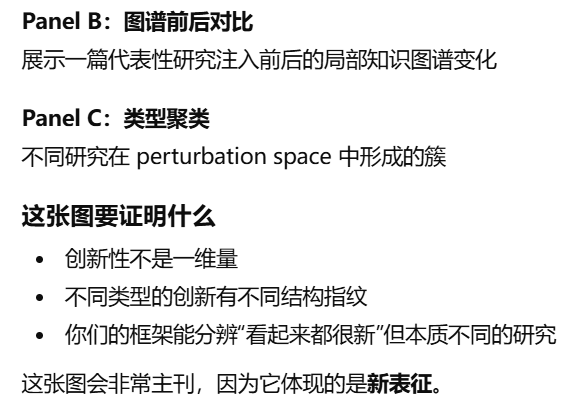 Panel B：图谱前后对比
展示一篇代表性研究注入前后的局部知识图谱变化
Panel C：类型聚类
不同研究在 perturbation space 中形成的簇
这张图要证明什么
• 创新性不是一维量
• 不同类型的创新有不同结构指纹
• 你们的框架能分辨“看起来都很新”但本质不同的研究
这张图会非常主刊，因为它体现的是新表征。